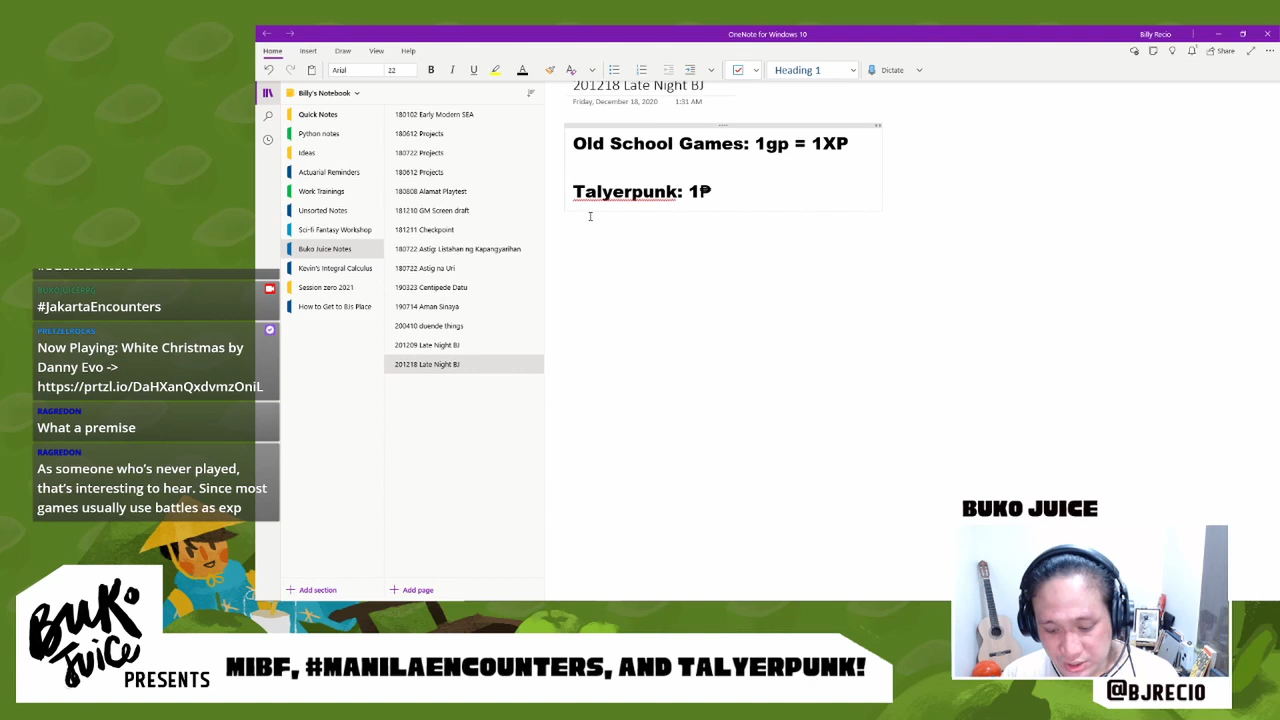 OneNote for Windows 10
Billy Recio
Home
Insert
Draw
View
Help
Share
Arial
22
B
I
U
A
Heading 1
Dictate
Billy's Notebook
Quick Notes
Python notes
Ideas
Actuarial Reminders
Work Trainings
Unsorted Notes
Sci-fi Fantasy Workshop
Buko Juice Notes
Kevin's Integral Calculus
Session zero 2021
How to Get to BJs Place
Add section
180102 Early Modern SEA
180612 Projects
180722 Projects
180612 Projects
180808 Alamat Playtest
181210 GM Screen draft
181211 Checkpoint
180722 Astig: Listahan ng Kapangyarihan
180722 Astig na Uri
190323 Centipede Datu
190714 Aman Sinaya
200410 duende things
201209 Late Night BJ
201218 Late Night BJ
Add page
201218 Late Night BJ
Friday, December 18, 2020
1:31 AM
Old School Games: 1gp = 1XP
Talyerpunk: 1₱
BUKOJUICERPG
#JakartaEncounters
PRETZELROCKS
Now Playing: White Christmas by
Danny Evo ->
https://prtzl.io/DaHXanQxdvmzOniL
RAGREDON
What a premise
RAGREDON
As someone who's never played,
that's interesting to hear. Since most
games usually use battles as exp
BUKO JUICE
BUKO
JUICE
PRESENTS
MIBF, #MANILAENCOUNTERS, AND TALYERPUNK!
@BJRECIO